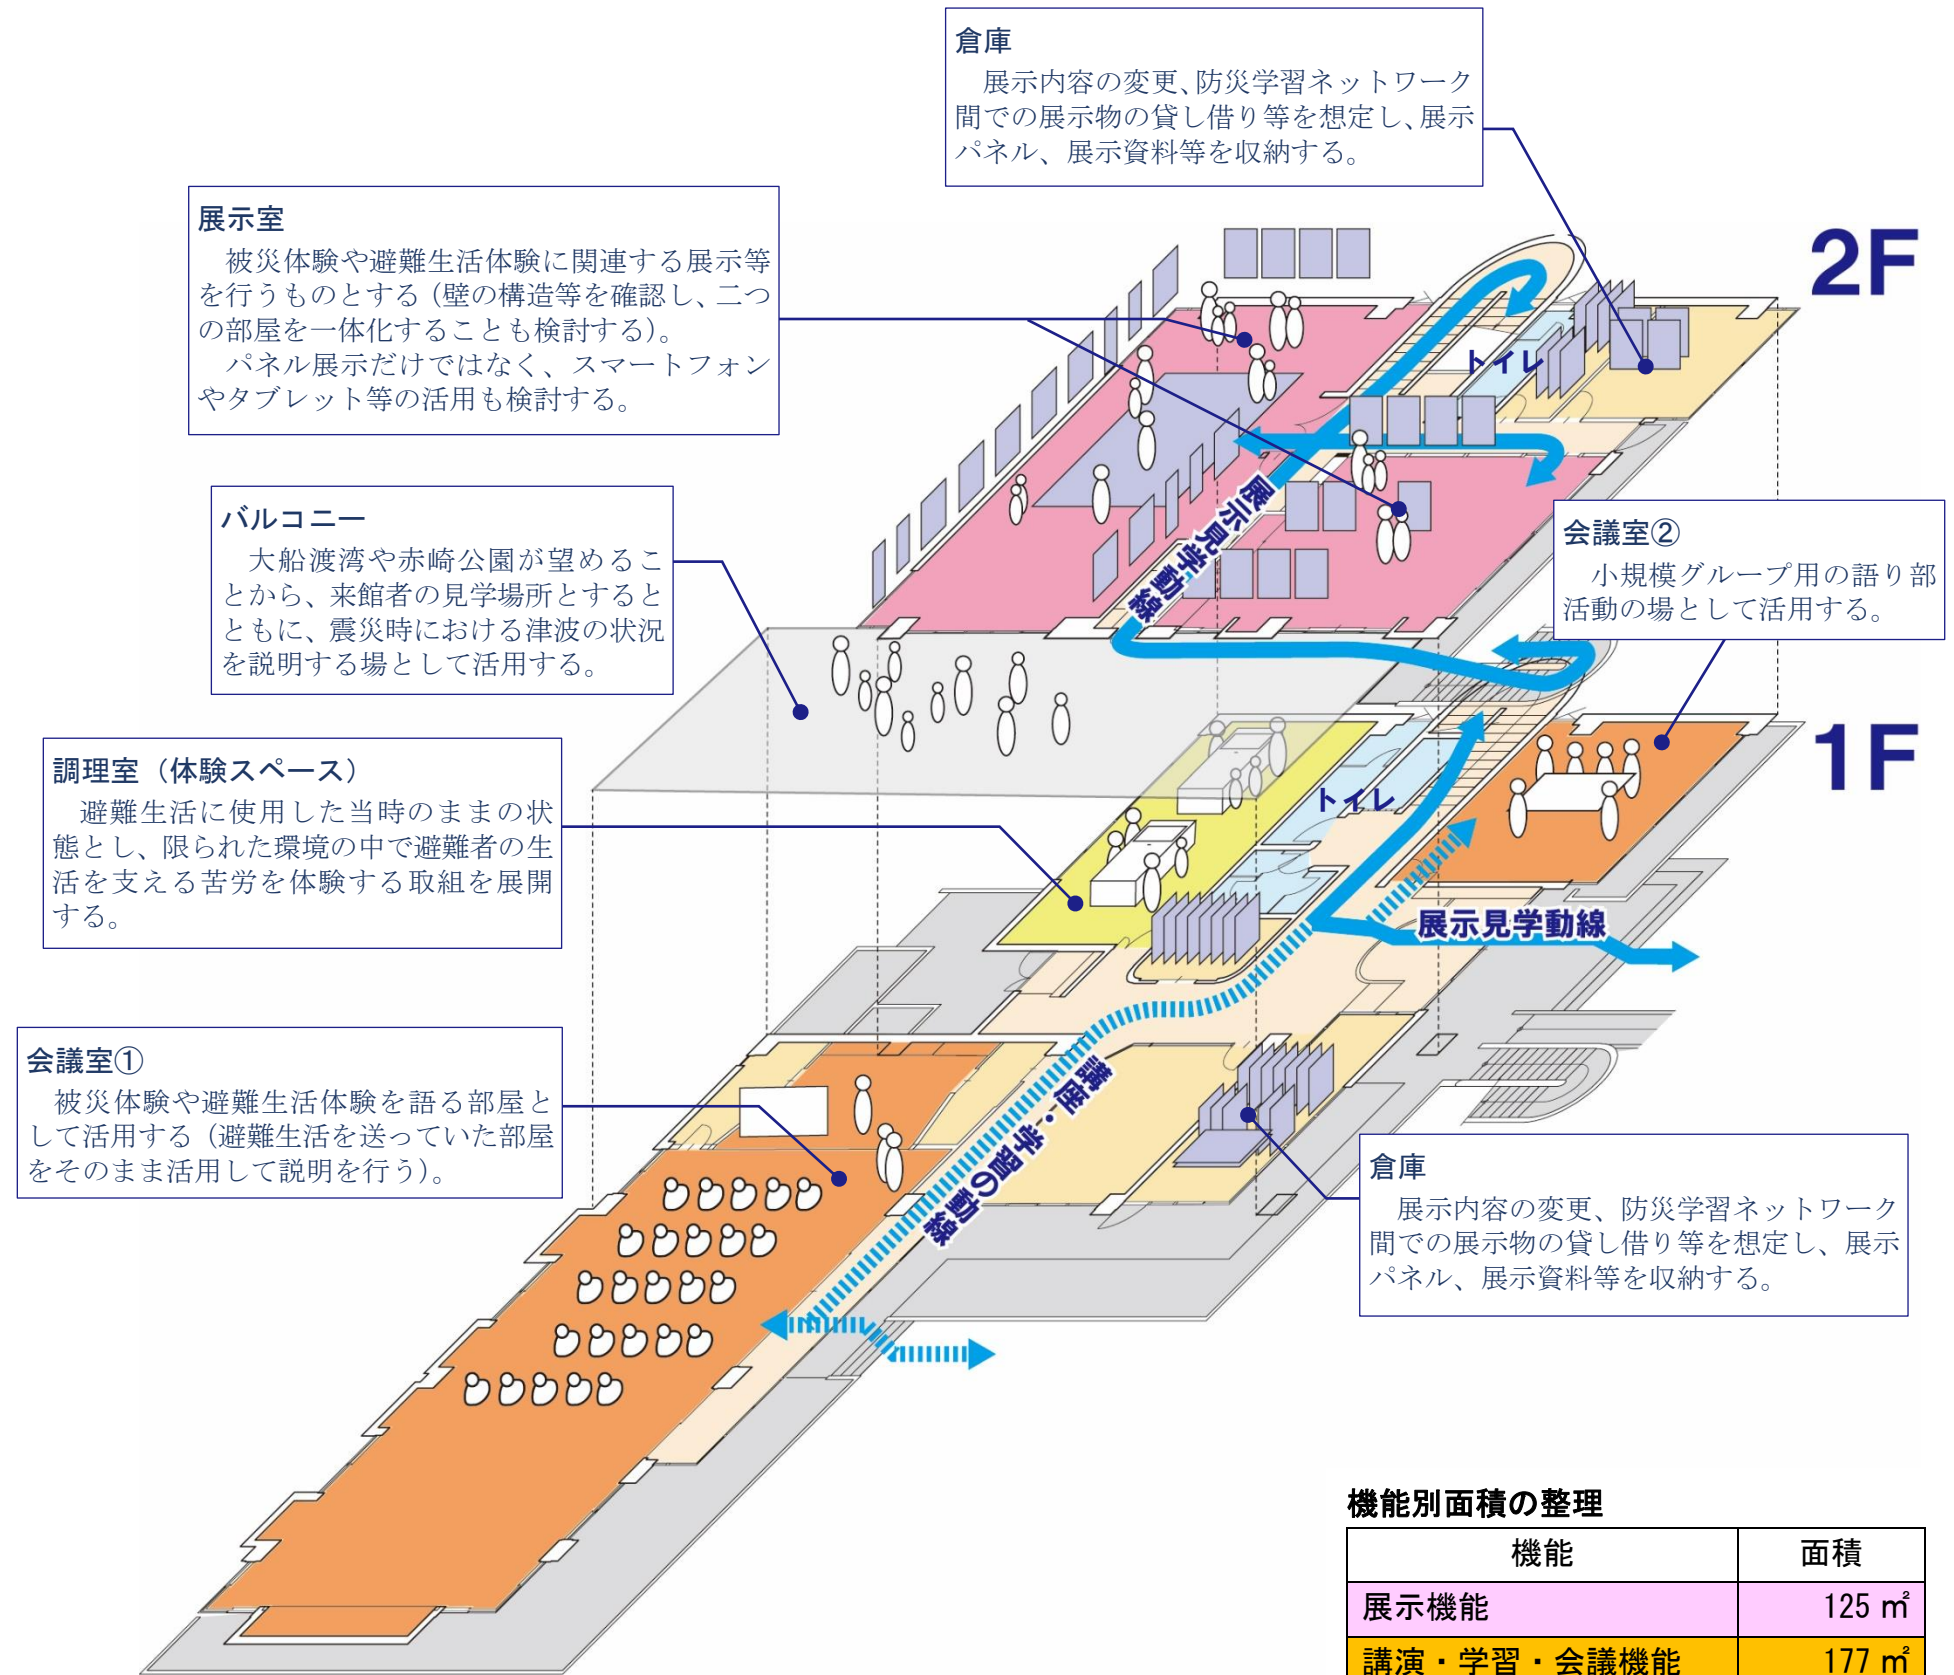 倉庫
展示内容の変更、防災学習ネットワーク
間での展示物の貸し借り等を想定し、展示
パネル、展示資料等を収納する。
展示室
被災体験や避難生活体験に関連する展示等
を行うものとする（壁の構造等を確認し、二つ
の部屋を一体化することも検討する）。
パネル展示だけではなく、スマートフォン
やタブレット等の活用も検討する。
2F
トイレ
展示見学動線
バルコニー
大船渡湾や赤崎公園が望めるこ
とから、来館者の見学場所とすると
ともに、震災時における津波の状況
を説明する場として活用する。
会議室②
小規模グループ用の語り部
活動の場として活用する。
1F
調理室（体験スペース）
避難生活に使用した当時のままの状
態とし、限られた環境の中で避難者の生
活を支える苦労を体験する取組を展開
する。
トイレ
展示見学動線
会議室①
被災体験や避難生活体験を語る部屋と
して活用する（避難生活を送っていた部屋
をそのまま活用して説明を行う）。
講座・学習の動線
倉庫
展示内容の変更、防災学習ネットワーク
間での展示物の貸し借り等を想定し、展示
パネル、展示資料等を収納する。
機能別面積の整理
機能 面積
展示機能 125 ㎡
講演・学習・会議機能 177 ㎡